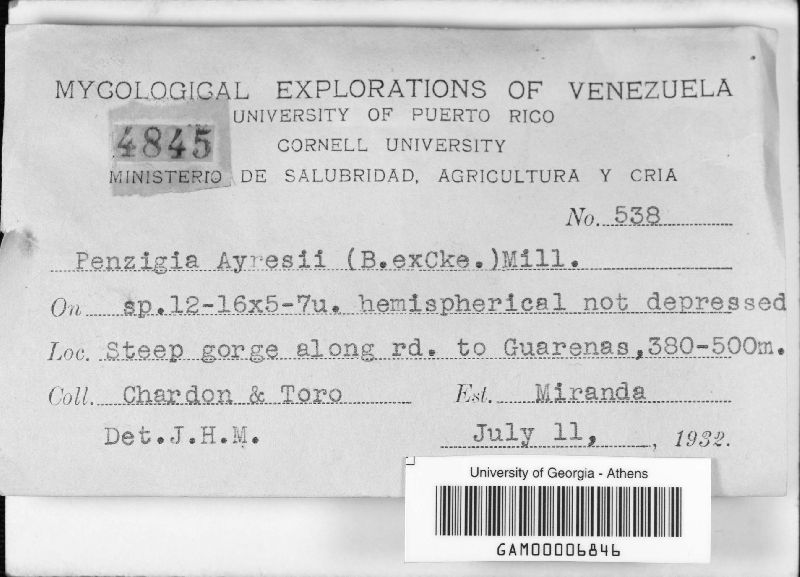 MYCOLOGICAL EXPLORATIONS OF VENEZUELA
UNIVERSITY OF PUERTO RICO
4845
CORNELL UNIVERSITY
MINISTERIO DE SALUBRIDAD, AGRICULTURA Y CRIA
No. 538
Penzigia Ayresii (B.exCke.)Mill.
On sp.12-16x5-7u. hemispherical not depressed
Loc. Steep gorge along rd. to Guarenas,380-500m.
Coll. Chardon & Toro Est. Miranda
Det.J.H.M. July 11, , 1932.
University of Georgia - Athens
GAM00006846